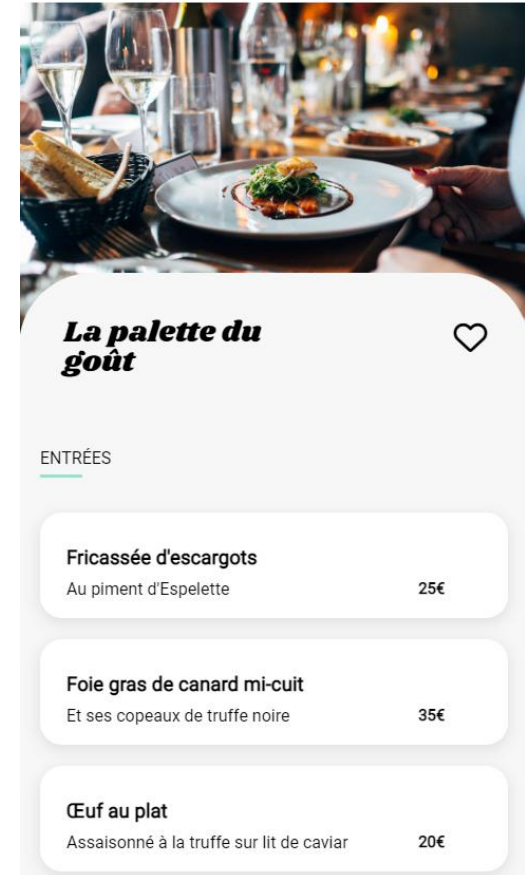 La palette du
goût
ENTRÉES
Fricassée d'escargots
Au piment d'Espelette 25€
Foie gras de canard mi-cuit
Et ses copeaux de truffe noire 35€
Œuf au plat
Assaisonné à la truffe sur lit de caviar 20€